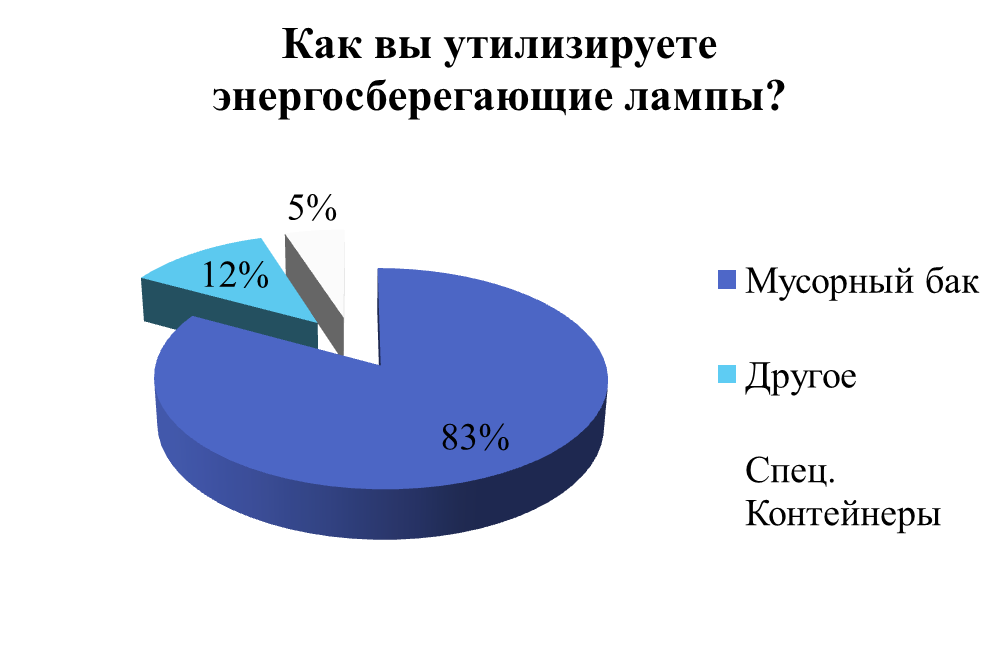 Как вы утилизируете
энергосберегающие лампы?
5%
12%
83%
Мусорный бак
Другое
Спец.
Контейнеры